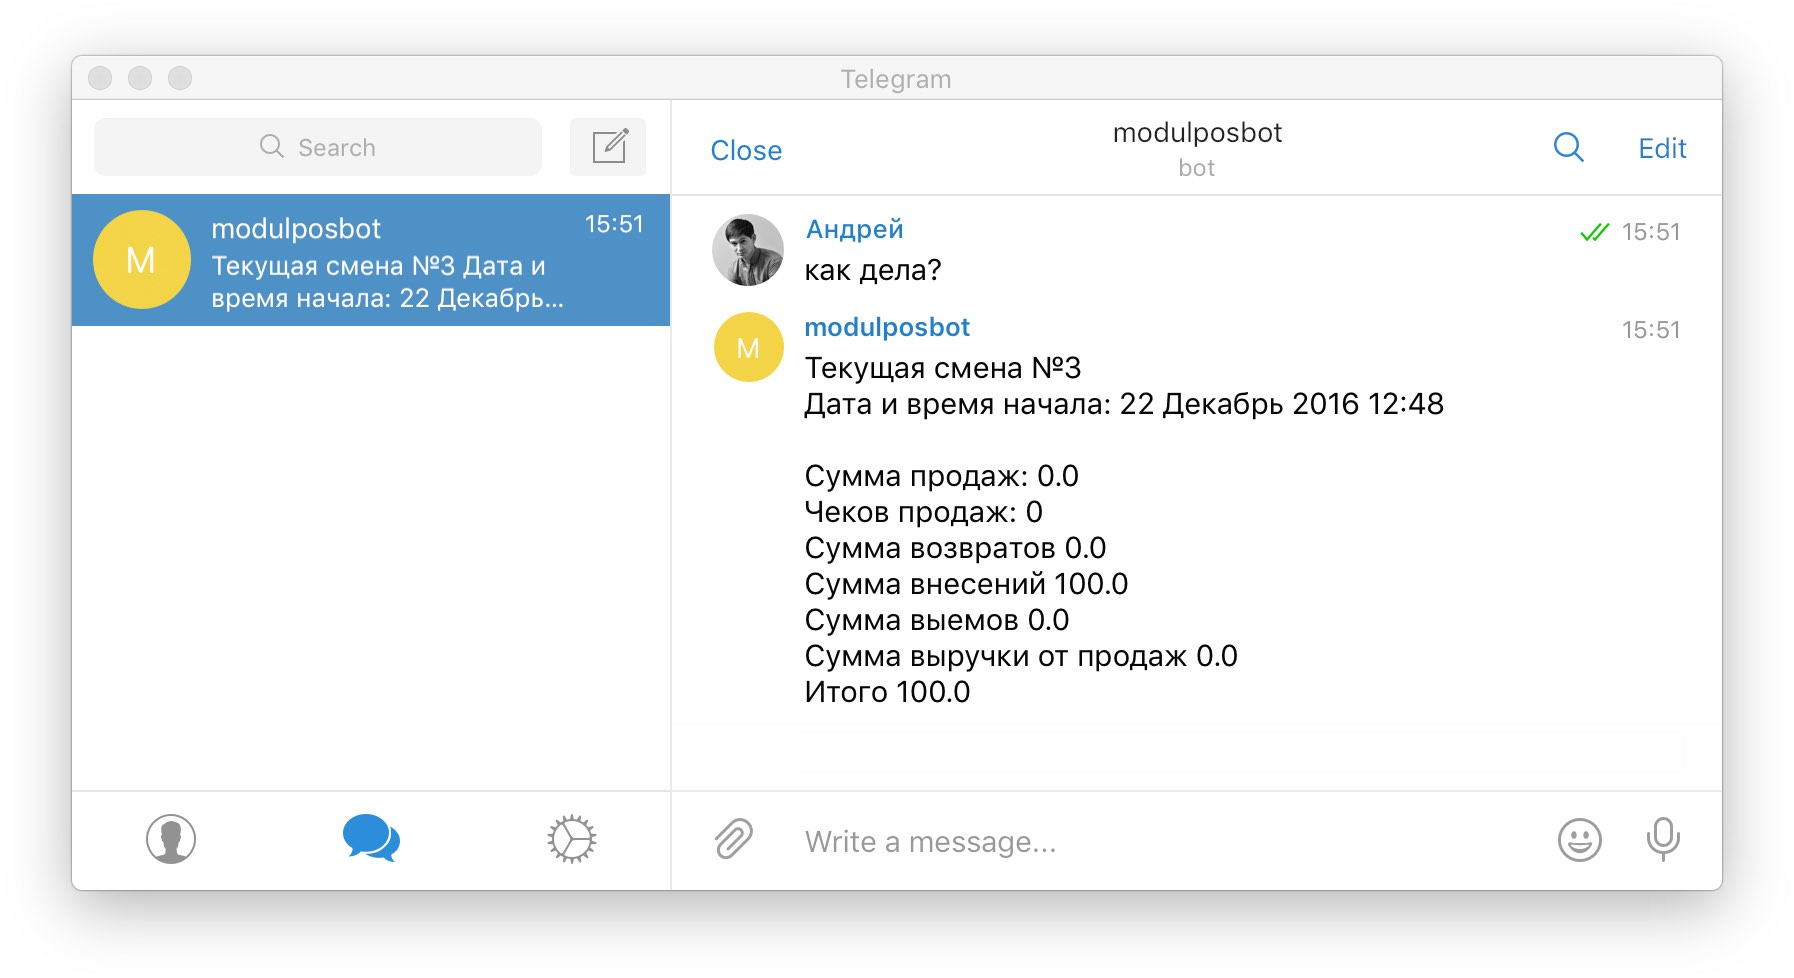 Telegram
Search
M
modulposbot
15:51
Текущая смена №3 Дата и
время начала: 22 Декабрь...
Close
modulposbot
bot
Edit
Андрей
15:51
как дела?
M
modulposbot
15:51
Текущая смена №3
Дата и время начала: 22 Декабрь 2016 12:48
Сумма продаж: 0.0
Чеков продаж: 0
Сумма возвратов 0.0
Сумма внесений 100.0
Сумма выемов 0.0
Сумма выручки от продаж 0.0
Итого 100.0
Write a message...